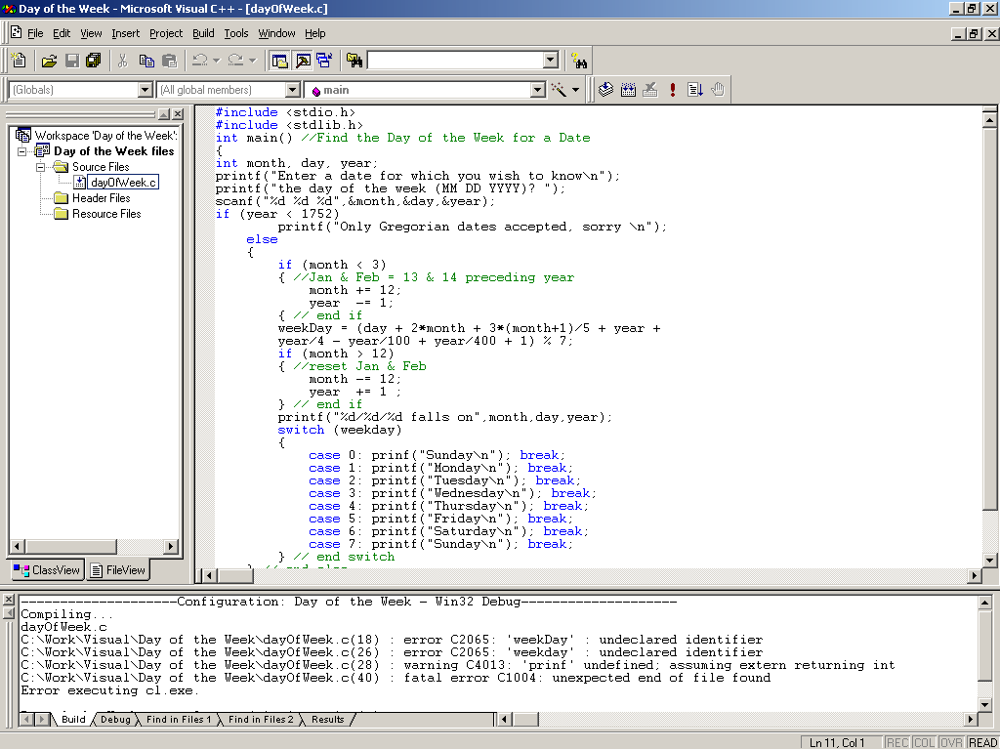 Day of the Week - Microsoft Visual C++ - [dayOfWeek.c]
File Edit View Insert Project Build Tools Window Help
(Globals) (All global members) main
Workspace 'Day of the Week':
Day of the Week files
Source Files
dayOfWeek.c
Header Files
Resource Files
ClassView FileView
#include <stdio.h>
#include <stdlib.h>
int main() //Find the Day of the Week for a Date
{
int month, day, year;
printf("Enter a date for which you wish to know\n");
printf("the day of the week (MM DD YYYY)? ");
scanf("%d %d %d",&month,&day,&year);
if (year < 1752)
printf("Only Gregorian dates accepted, sorry \n");
else
{
if (month < 3)
{ //Jan & Feb = 13 & 14 preceding year
month += 12;
year -= 1;
{ // end if
weekDay = (day + 2*month + 3*(month+1)/5 + year +
year/4 - year/100 + year/400 + 1) % 7;
if (month > 12)
{ //reset Jan & Feb
month -= 12;
year += 1 ;
} // end if
printf("%d/%d/%d falls on",month,day,year);
switch (weekday)
{
case 0: prinf("Sunday\n"); break;
case 1: printf("Monday\n"); break;
case 2: printf("Tuesday\n"); break;
case 3: printf("Wednesday\n"); break;
case 4: printf("Thursday\n"); break;
case 5: printf("Friday\n"); break;
case 6: printf("Saturday\n"); break;
case 7: printf("Sunday\n"); break;
} // end switch
} // end else
--------------------Configuration: Day of the Week - Win32 Debug--------------------
Compiling...
dayOfWeek.c
C:\Work\Visual\Day of the Week\dayOfWeek.c(18) : error C2065: 'weekDay' : undeclared identifier
C:\Work\Visual\Day of the Week\dayOfWeek.c(26) : error C2065: 'weekday' : undeclared identifier
C:\Work\Visual\Day of the Week\dayOfWeek.c(28) : warning C4013: 'prinf' undefined; assuming extern returning int
C:\Work\Visual\Day of the Week\dayOfWeek.c(40) : fatal error C1004: unexpected end of file found
Error executing cl.exe.
Build Debug Find in Files 1 Find in Files 2 Results
Ln 11, Col 1 REC COL OVR READ